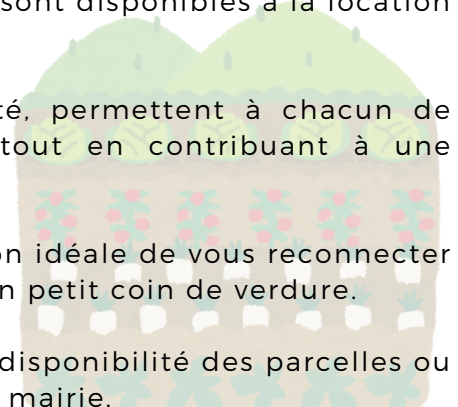 sont disponibles à la location
té, permettent à chacun de
tout en contribuant à une
on idéale de vous reconnecter
n petit coin de verdure.
disponibilité des parcelles ou
mairie.